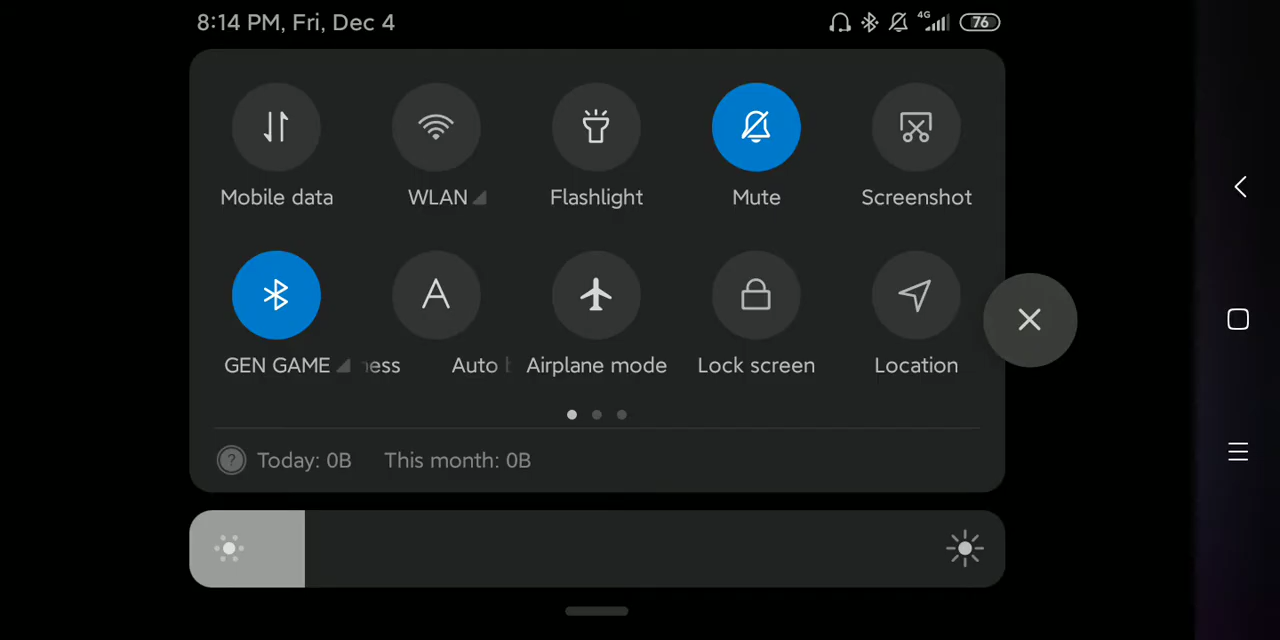 8:14 PM, Fri, Dec 4 4G 76
Mobile data WLAN Flashlight Mute Screenshot
GEN GAME ness Auto Airplane mode Lock screen Location
? Today: 0B This month: 0B